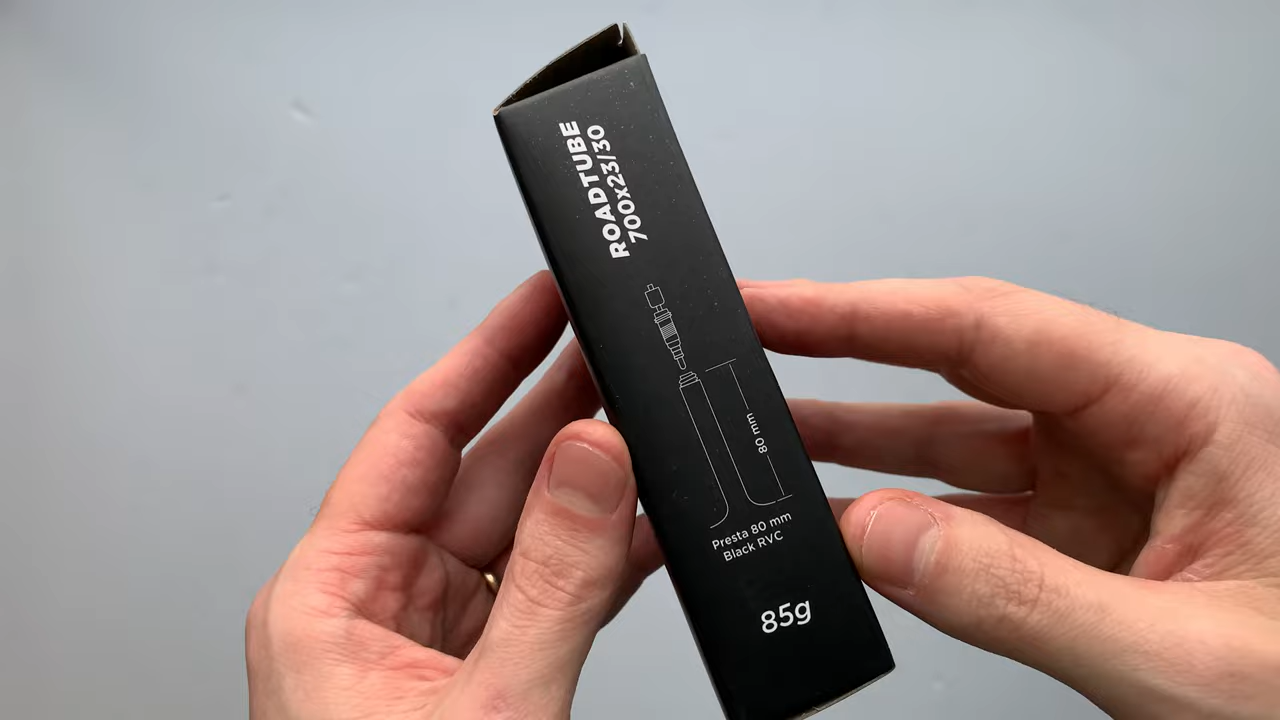 ROADTUBE
700x23/30
80 mm
Presta 80 mm
Black RVC
85g